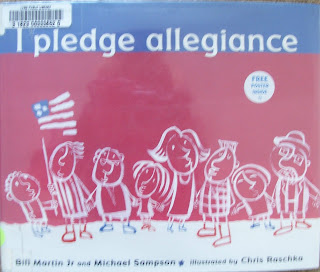 I pledge allegiance
FREE
POSTER
INSIDE
Bill Martin Jr and Michael Sampson illustrated by Chris Raschka